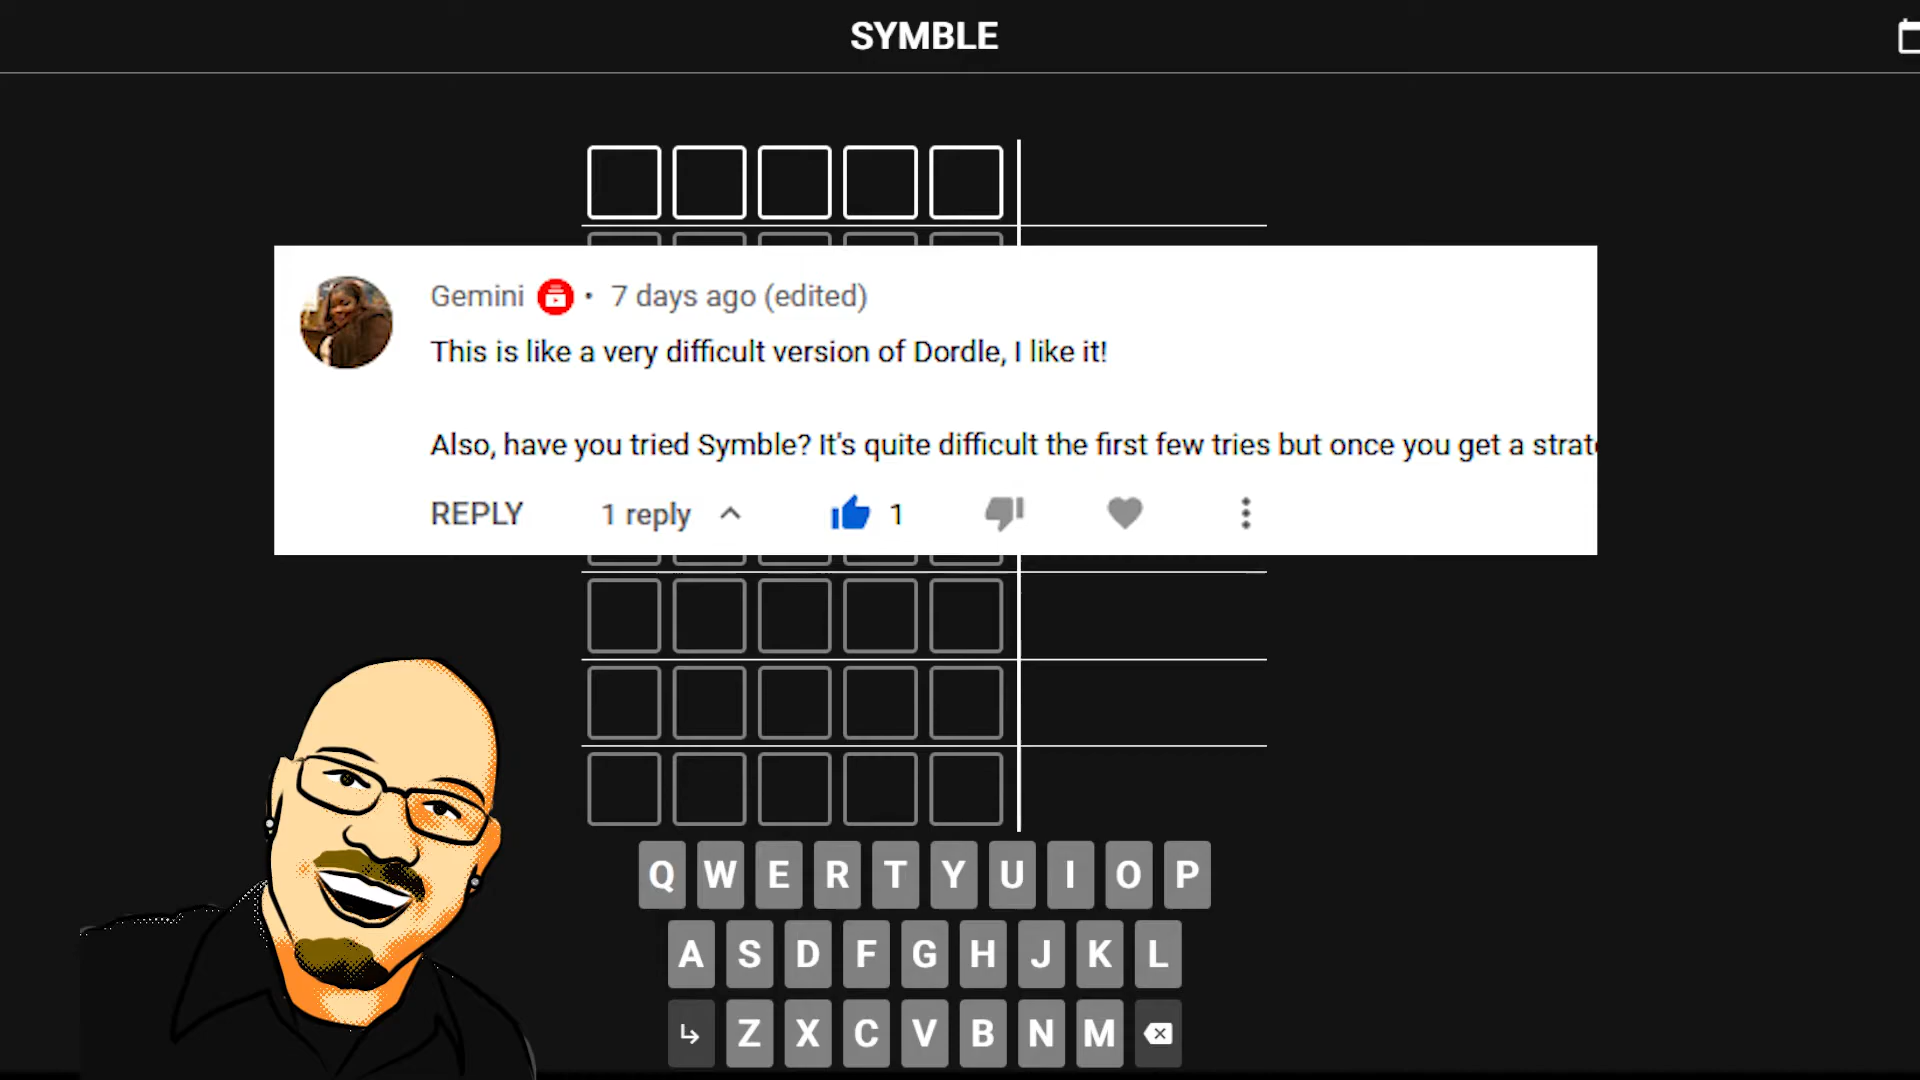 SYMBLE
Gemini • 7 days ago (edited)
This is like a very difficult version of Dordle, I like it!
Also, have you tried Symble? It's quite difficult the first few tries but once you get a strat
REPLY 1 reply 1
Q W E R T Y U I O P
A S D F G H J K L
Z X C V B N M